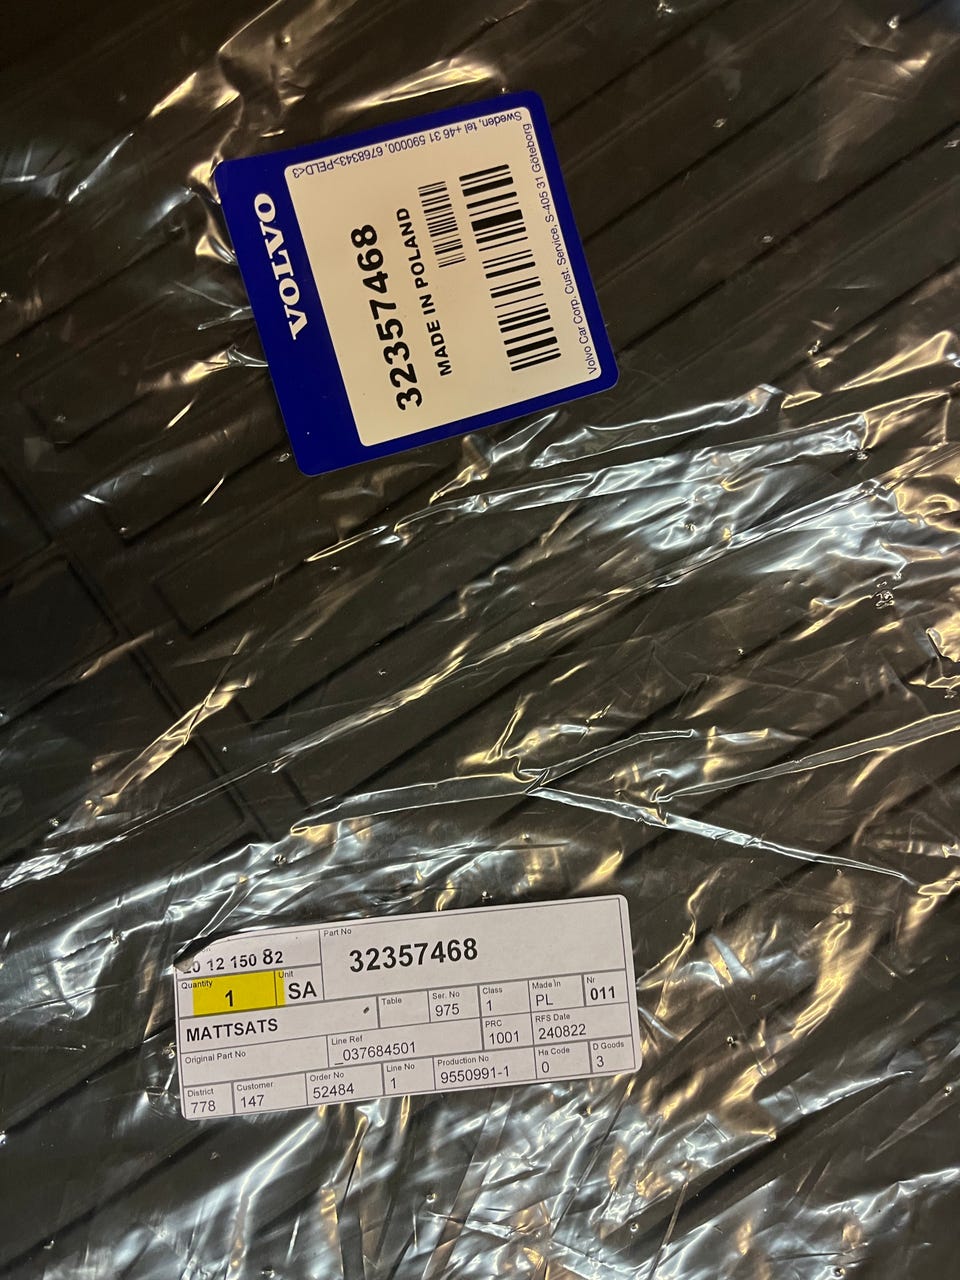 VOLVO
32357468
MADE IN POLAND
Volvo Car Corp. Cust. Service, S-405 31 Göteborg
Sweden, tel +46 31 590000, 6768343>PELD<3
20 12 150 82
Part No
32357468
Quantity
1
Unit
SA
MATTSATS
Table
Ser. No
975
Class
1
Made In
PL
Nr
011
Original Part No
Line Ref
_037684501
PRC
1001
RFS Date
240822
District
778
Customer
147
Order No
52484
Line No
1
Production No
9550991-1
Ha Code
0
D Goods
3